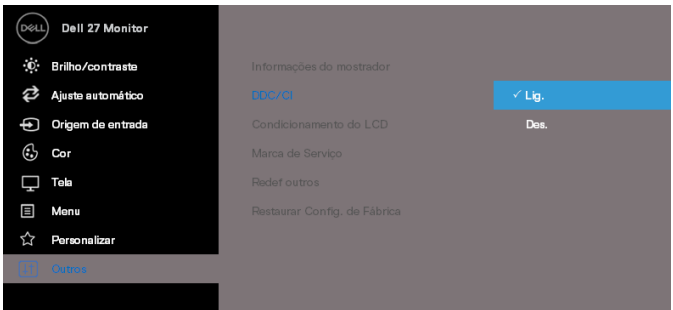 DELL Dell 27 Monitor
Brilho/contraste
Ajuste automático
Origem de entrada
Cor
Tela
Menu
Personalizar
Outros
Informações do mostrador
DDC/CI
Condicionamento do LCD
Marca de Serviço
Redef outros
Restaurar Config. de Fábrica
✓ Lig.
Des.